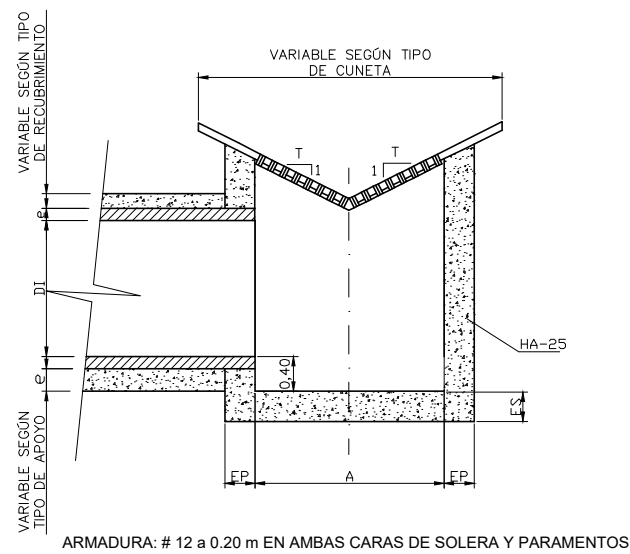 VARIABLE SEGÚN TIPO
DE CUNETA
VARIABLE SEGÚN TIPO
DE RECUBRIMIENTO
T
1
1
T
e
DI
e
0,40
HA-25
ES
EP
A
EP
VARIABLE SEGÚN
TIPO DE APOYO
ARMADURA: # 12 a 0.20 m EN AMBAS CARAS DE SOLERA Y PARAMENTOS